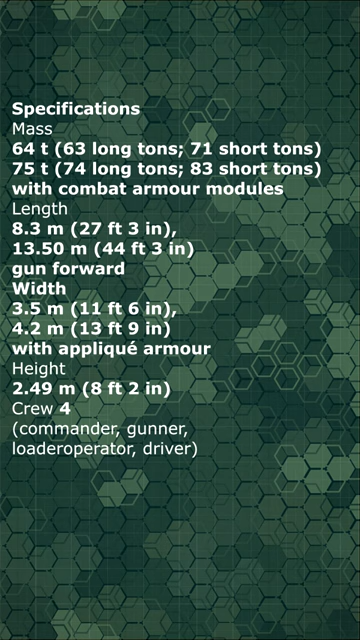 Specifications
Mass
64 t (63 long tons; 71 short tons)
75 t (74 long tons; 83 short tons)
with combat armour modules
Length
8.3 m (27 ft 3 in),
13.50 m (44 ft 3 in)
gun forward
Width
3.5 m (11 ft 6 in),
4.2 m (13 ft 9 in)
with appliqué armour
Height
2.49 m (8 ft 2 in)
Crew 4
(commander, gunner,
loaderoperator, driver)